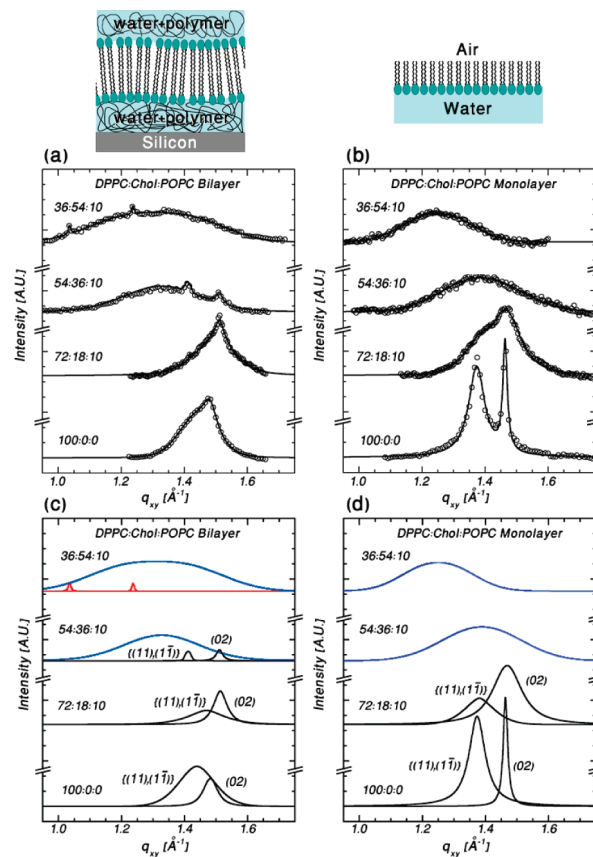 water+polymer
water+polymer
Silicon
Air
Water
(a)
DPPC:Chol:POPC Bilayer
36:54:10
54:36:10
72:18:10
100:0:0
Intensity [A.U.]
1.0 1.2 1.4 1.6
qxy [Å-1]
(b)
DPPC:Chol:POPC Monolayer
36:54:10
54:36:10
72:18:10
100:0:0
Intensity [A.U.]
1.0 1.2 1.4 1.6
qxy [Å-1]
(c)
DPPC:Chol:POPC Bilayer
36:54:10
54:36:10
{(11),(11̄)}
(02)
72:18:10
{(11),(11̄)}
(02)
100:0:0
{(11),(11̄)}
(02)
Intensity [A.U.]
1.0 1.2 1.4 1.6
qxy [Å-1]
(d)
DPPC:Chol:POPC Monolayer
36:54:10
54:36:10
72:18:10
{(11),(11̄)}
(02)
100:0:0
{(11),(11̄)}
(02)
Intensity [A.U.]
1.0 1.2 1.4 1.6
qxy [Å-1]